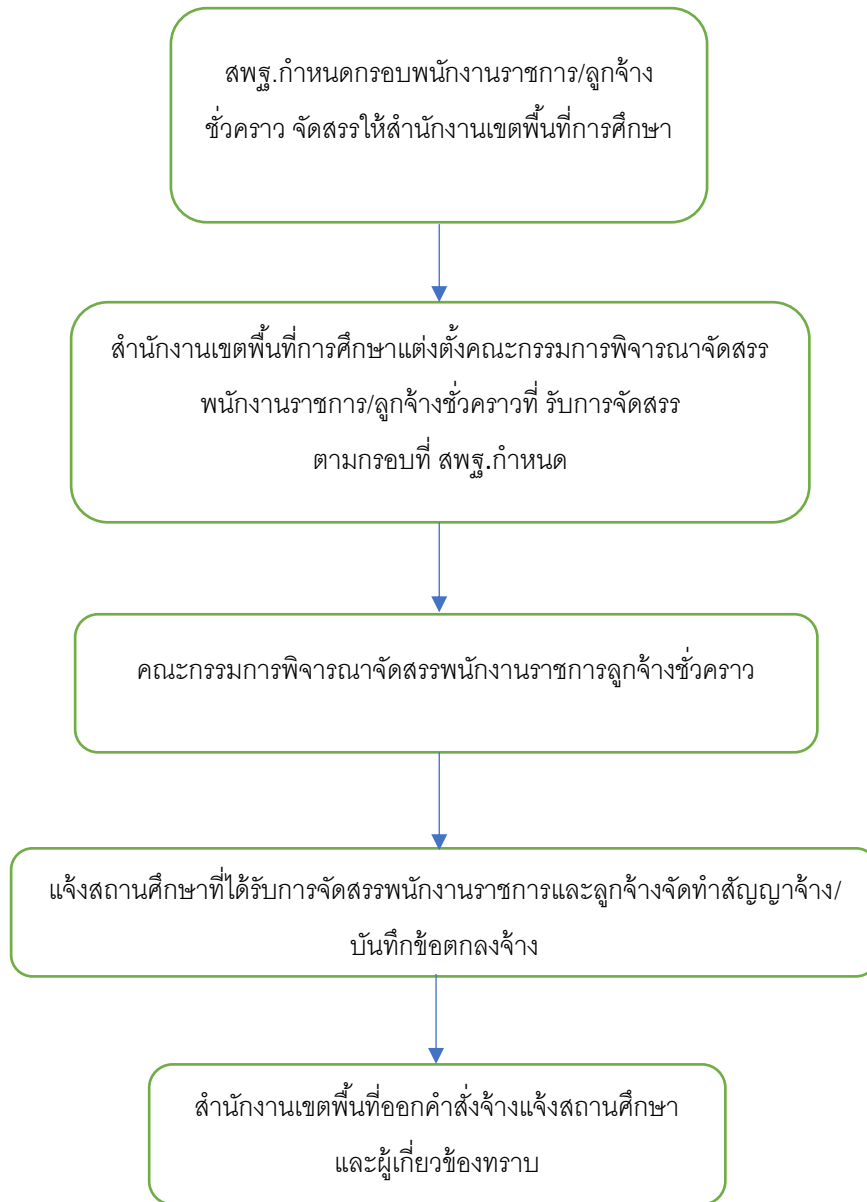 สพฐ.กำหนดกรอบพนักงานราชการ/ลูกจ้าง
ชั่วคราว จัดสรรให้สำนักงานเขตพื้นที่การศึกษา
สำนักงานเขตพื้นที่การศึกษาแต่งตั้งคณะกรรมการพิจารณาจัดสรร
พนักงานราชการ/ลูกจ้างชั่วคราวที่ รับการจัดสรร
ตามกรอบที่ สพฐ.กำหนด
คณะกรรมการพิจารณาจัดสรรพนักงานราชการลูกจ้างชั่วคราว
แจ้งสถานศึกษาที่ได้รับการจัดสรรพนักงานราชการและลูกจ้างจัดทำสัญญาจ้าง/
บันทึกข้อตกลงจ้าง
สำนักงานเขตพื้นที่ออกคำสั่งจ้างแจ้งสถานศึกษา
และผู้เกี่ยวข้องทราบ